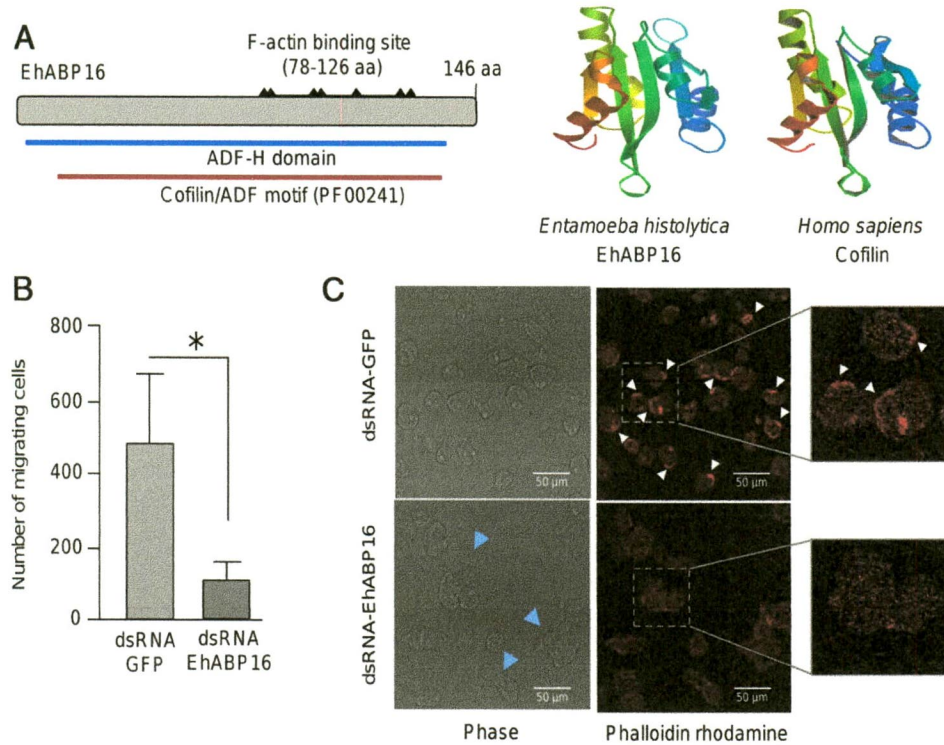 A
EhABP16
F-actin binding site
(78-126 aa)
146 aa
ADF-H domain
Cofilin/ADF motif (PF00241)
Entamoeba histolytica
EhABP16
Homo sapiens
Cofilin
B
Number of migrating cells
800
600
400
200
0
*
dsRNA
GFP
dsRNA
EhABP16
C
dsRNA-GFP
50 µm
50 µm
dsRNA-EhABP16
50 µm
50 µm
Phase
Phalloidin rhodamine